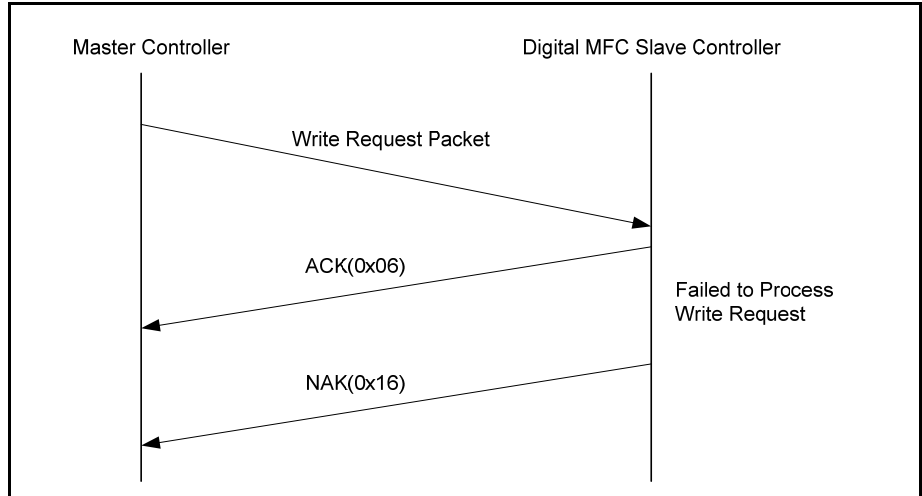 Master Controller
Digital MFC Slave Controller
Write Request Packet
ACK(0x06)
Failed to Process
Write Request
NAK(0x16)